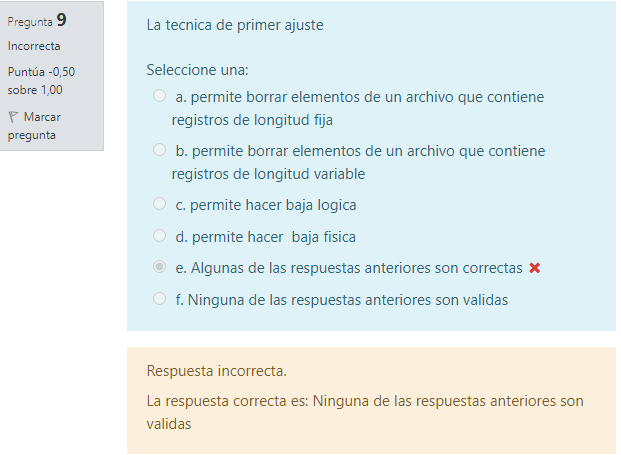 Pregunta 9
Incorrecta
Puntúa -0,50
sobre 1,00
Marcar
pregunta
La tecnica de primer ajuste
Seleccione una:
a. permite borrar elementos de un archivo que contiene
registros de longitud fija
b. permite borrar elementos de un archivo que contiene
registros de longitud variable
c. permite hacer baja logica
d. permite hacer baja fisica
e. Algunas de las respuestas anteriores son correctas
f. Ninguna de las respuestas anteriores son validas
Respuesta incorrecta.
La respuesta correcta es: Ninguna de las respuestas anteriores son
validas